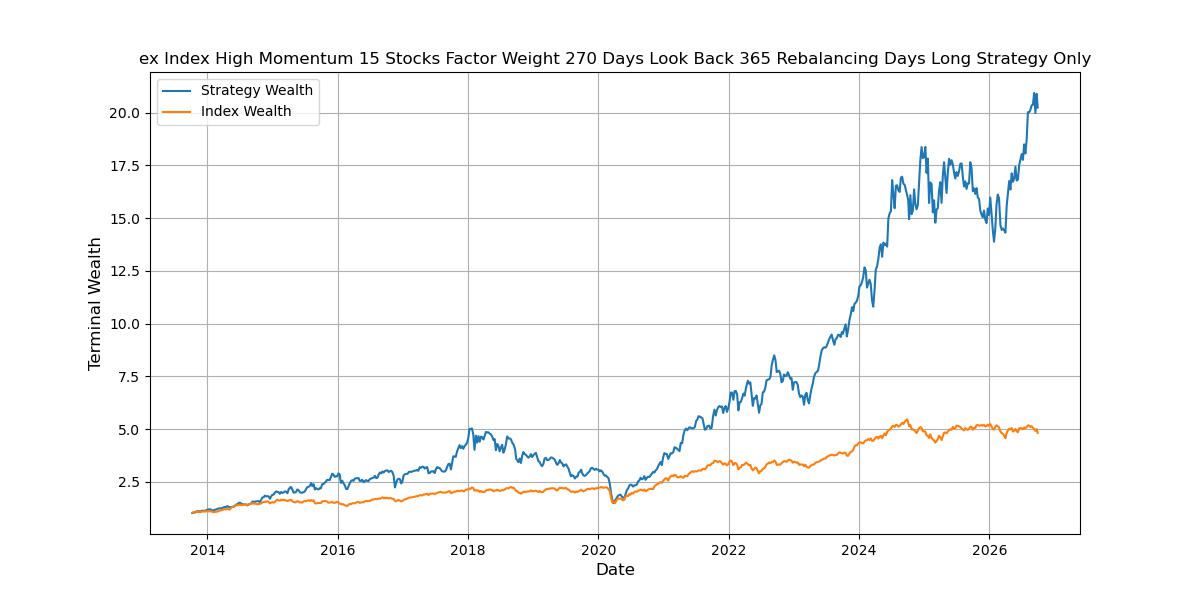 ex Index High Momentum 15 Stocks Factor Weight 270 Days Look Back 365 Rebalancing Days Long Strategy Only
Strategy Wealth
Index Wealth
Terminal Wealth
20.0
17.5
15.0
12.5
10.0
7.5
5.0
2.5
2014 2016 2018 2020 2022 2024 2026
Date